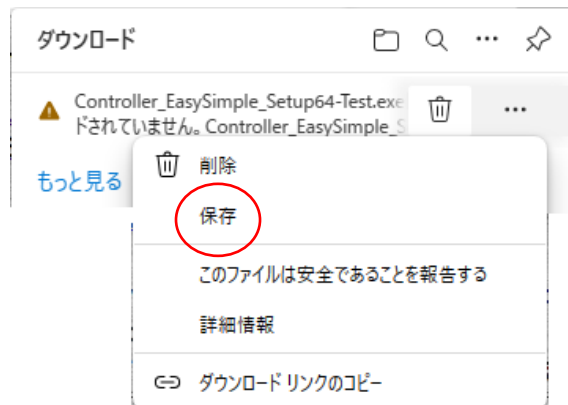 ダウンロード
Controller_EasySimple_Setup64-Test.exe
ドされていません。Controller_EasySimple_S
もっと見る
削除
保存
このファイルは安全であることを報告する
詳細情報
ダウンロード リンクのコピー